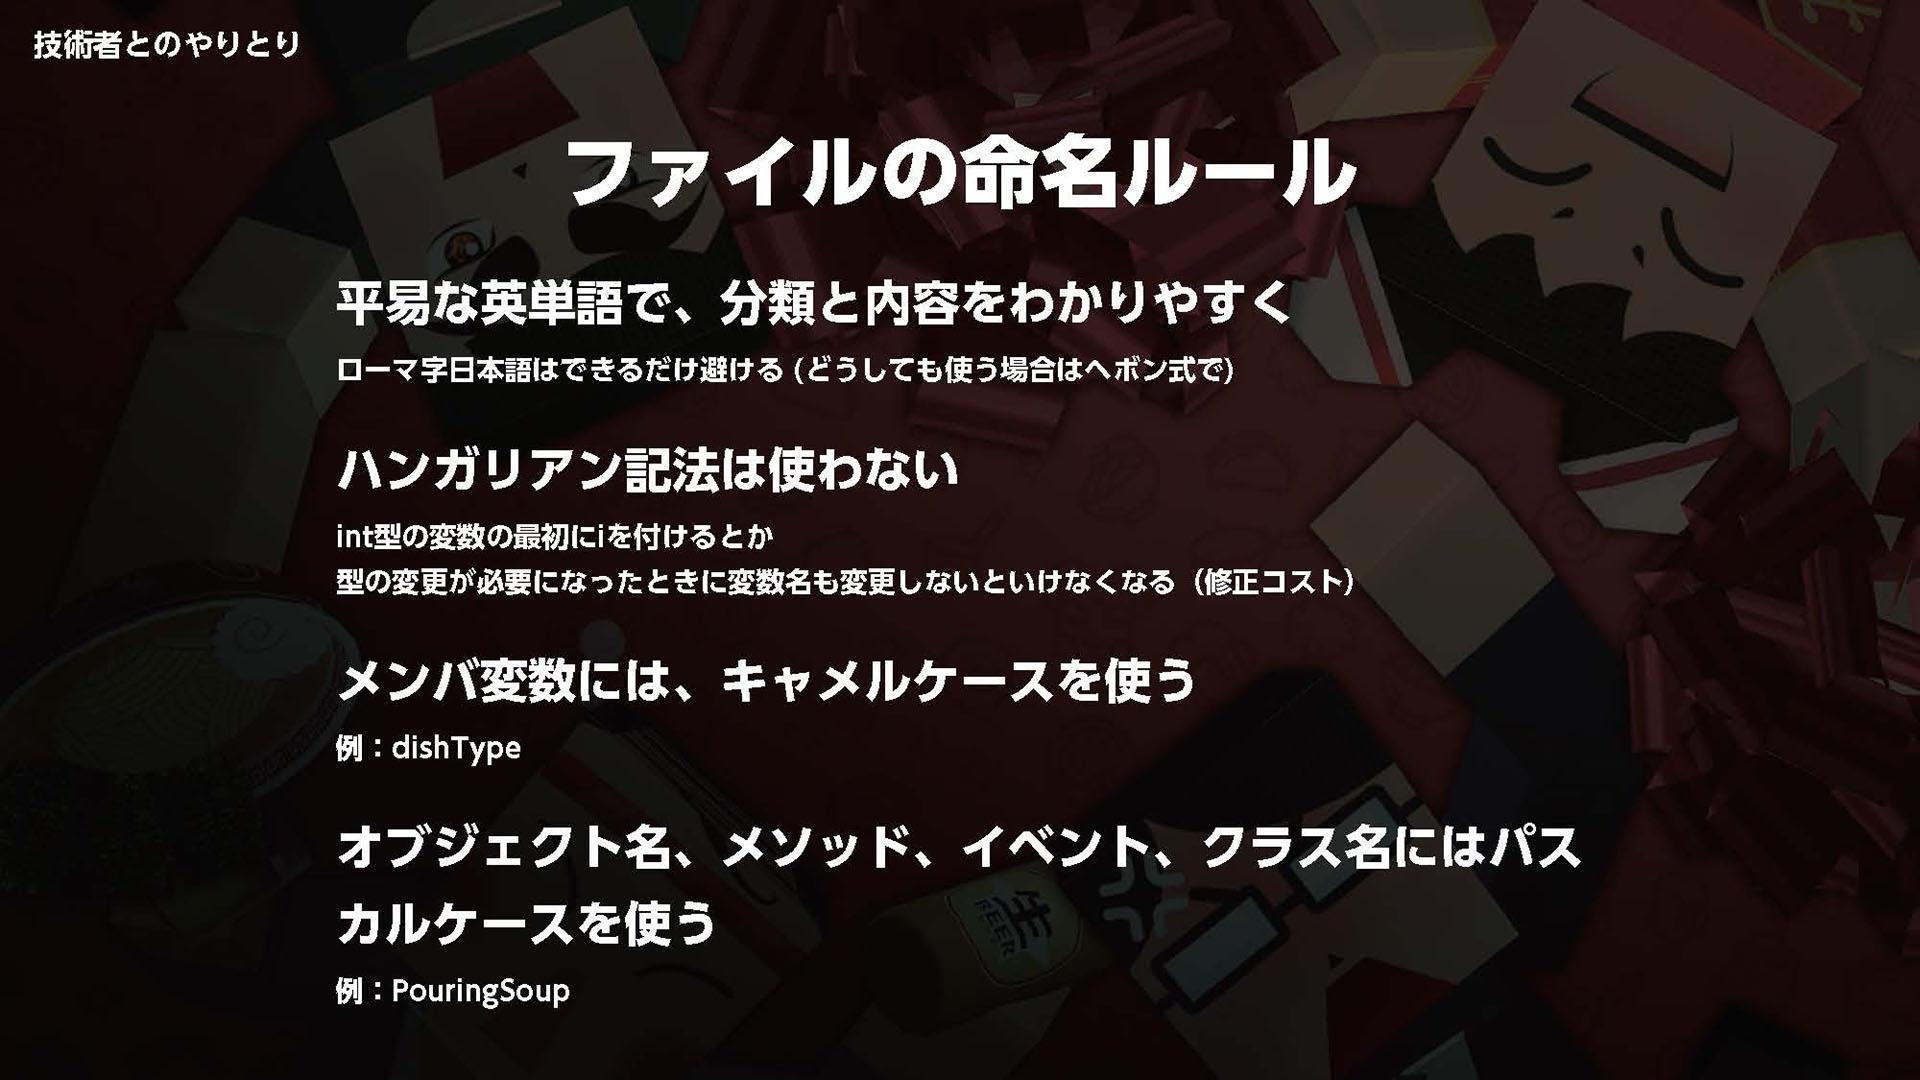 技術者とのやりとり
ファイルの命名ルール
平易な英単語で、分類と内容をわかりやすく
ローマ字日本語はできるだけ避ける (どうしても使う場合はヘボン式で)
ハンガリアン記法は使わない
int型の変数の最初にiを付けるとか
型の変更が必要になったときに変数名も変更しないといけなくなる（修正コスト）
メンバ変数には、キャメルケースを使う
例：dishType
オブジェクト名、メソッド、イベント、クラス名にはパス
カルケースを使う
例：PouringSoup
生
BEER